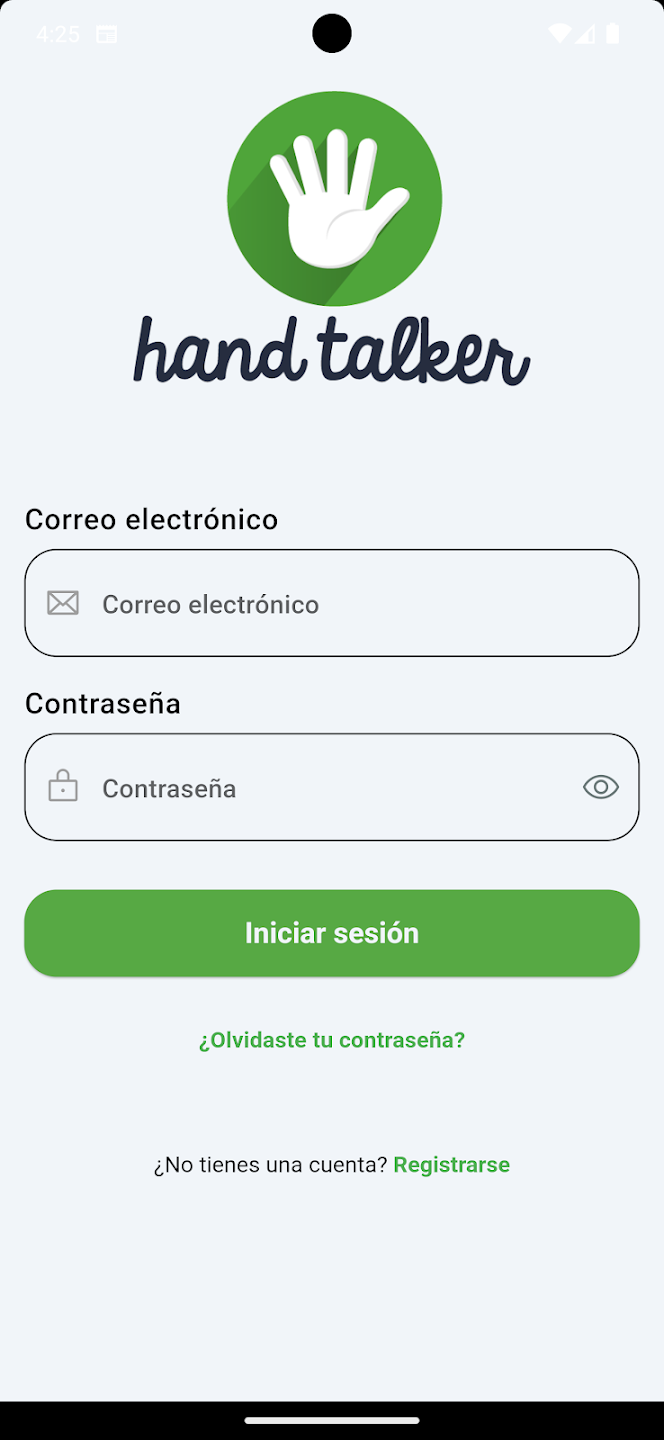 4:25
hand talker
Correo electrónico
Correo electrónico
Contraseña
Contraseña
Iniciar sesión
¿Olvidaste tu contraseña?
¿No tienes una cuenta? Registrarse